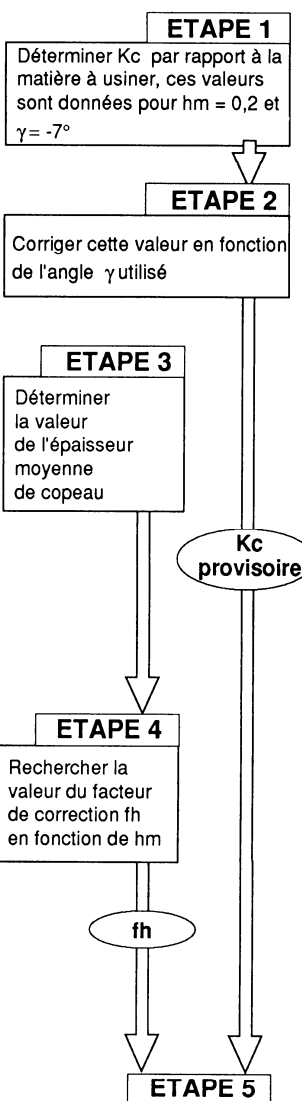 ETAPE 1
Déterminer Kc par rapport à la
matière à usiner, ces valeurs
sont données pour hm = 0,2 et
γ = -7°
ETAPE 2
Corriger cette valeur en fonction
de l'angle γ utilisé
ETAPE 3
Déterminer
la valeur
de l'épaisseur
moyenne
de copeau
Kc
provisoire
ETAPE 4
Rechercher la
valeur du facteur
de correction fh
en fonction de hm
fh
ETAPE 5